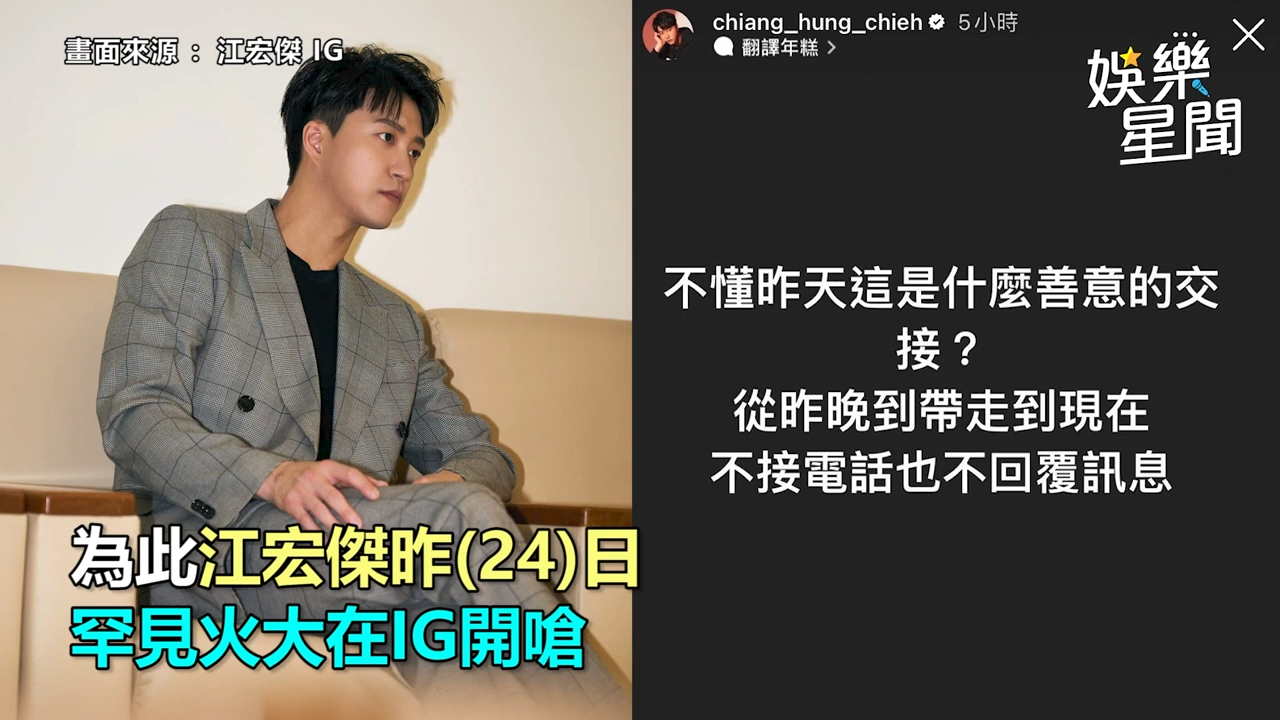 畫面來源： 江宏傑 IG
chiang_hung_chieh 5小時
翻譯年糕
娛樂
星聞
不懂昨天這是什麼善意的交
接？
從昨晚到帶走到現在
不接電話也不回覆訊息
為此江宏傑昨(24)日
罕見火大在IG開嗆